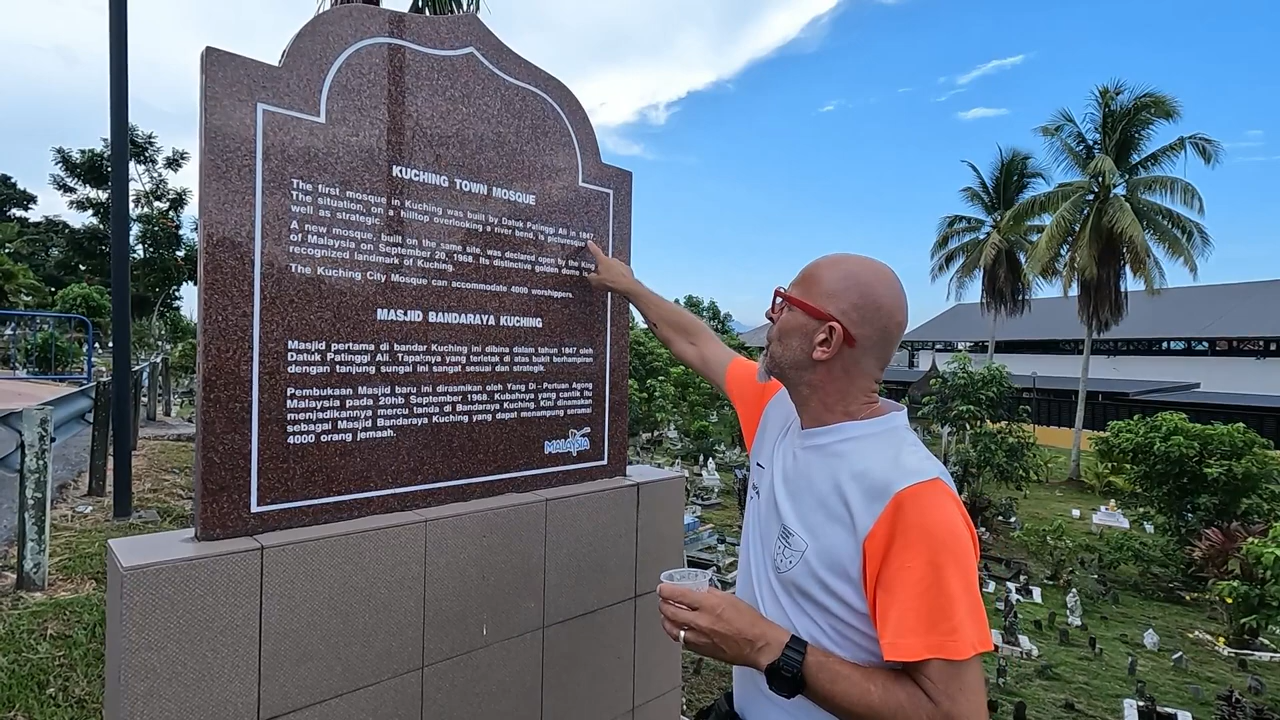 KUCHING TOWN MOSQUE
The first mosque in Kuching was built by Datuk Patinggi Ali in 1847.
The situation, on a hilltop overlooking a river bend, is picturesque
well as strategic.
A new mosque, built on the same site, was declared open by the King
of Malaysia on September 20, 1968. Its distinctive golden dome is
recognized landmark of Kuching.
The Kuching City Mosque can accommodate 4000 worshippers.
MASJID BANDARAYA KUCHING
Masjid pertama di bandar Kuching ini dibina dalam tahun 1847 oleh
Datuk Patinggi Ali. Tapaknya yang terletak di atas bukit berhampiran
dengan tanjung sungai ini sangat sesuai dan strategik.
Pembukaan Masjid baru ini dirasmikan oleh Yang Di-Pertuan Agong
Malaysia pada 20hb September 1968. Kubahnya yang cantik itu
menjadikannya mercu tanda di Bandaraya Kuching. Kini dinamakan
sebagai Masjid Bandaraya Kuching yang dapat menampung seramai
4000 orang jemaah.
MALAYSIA